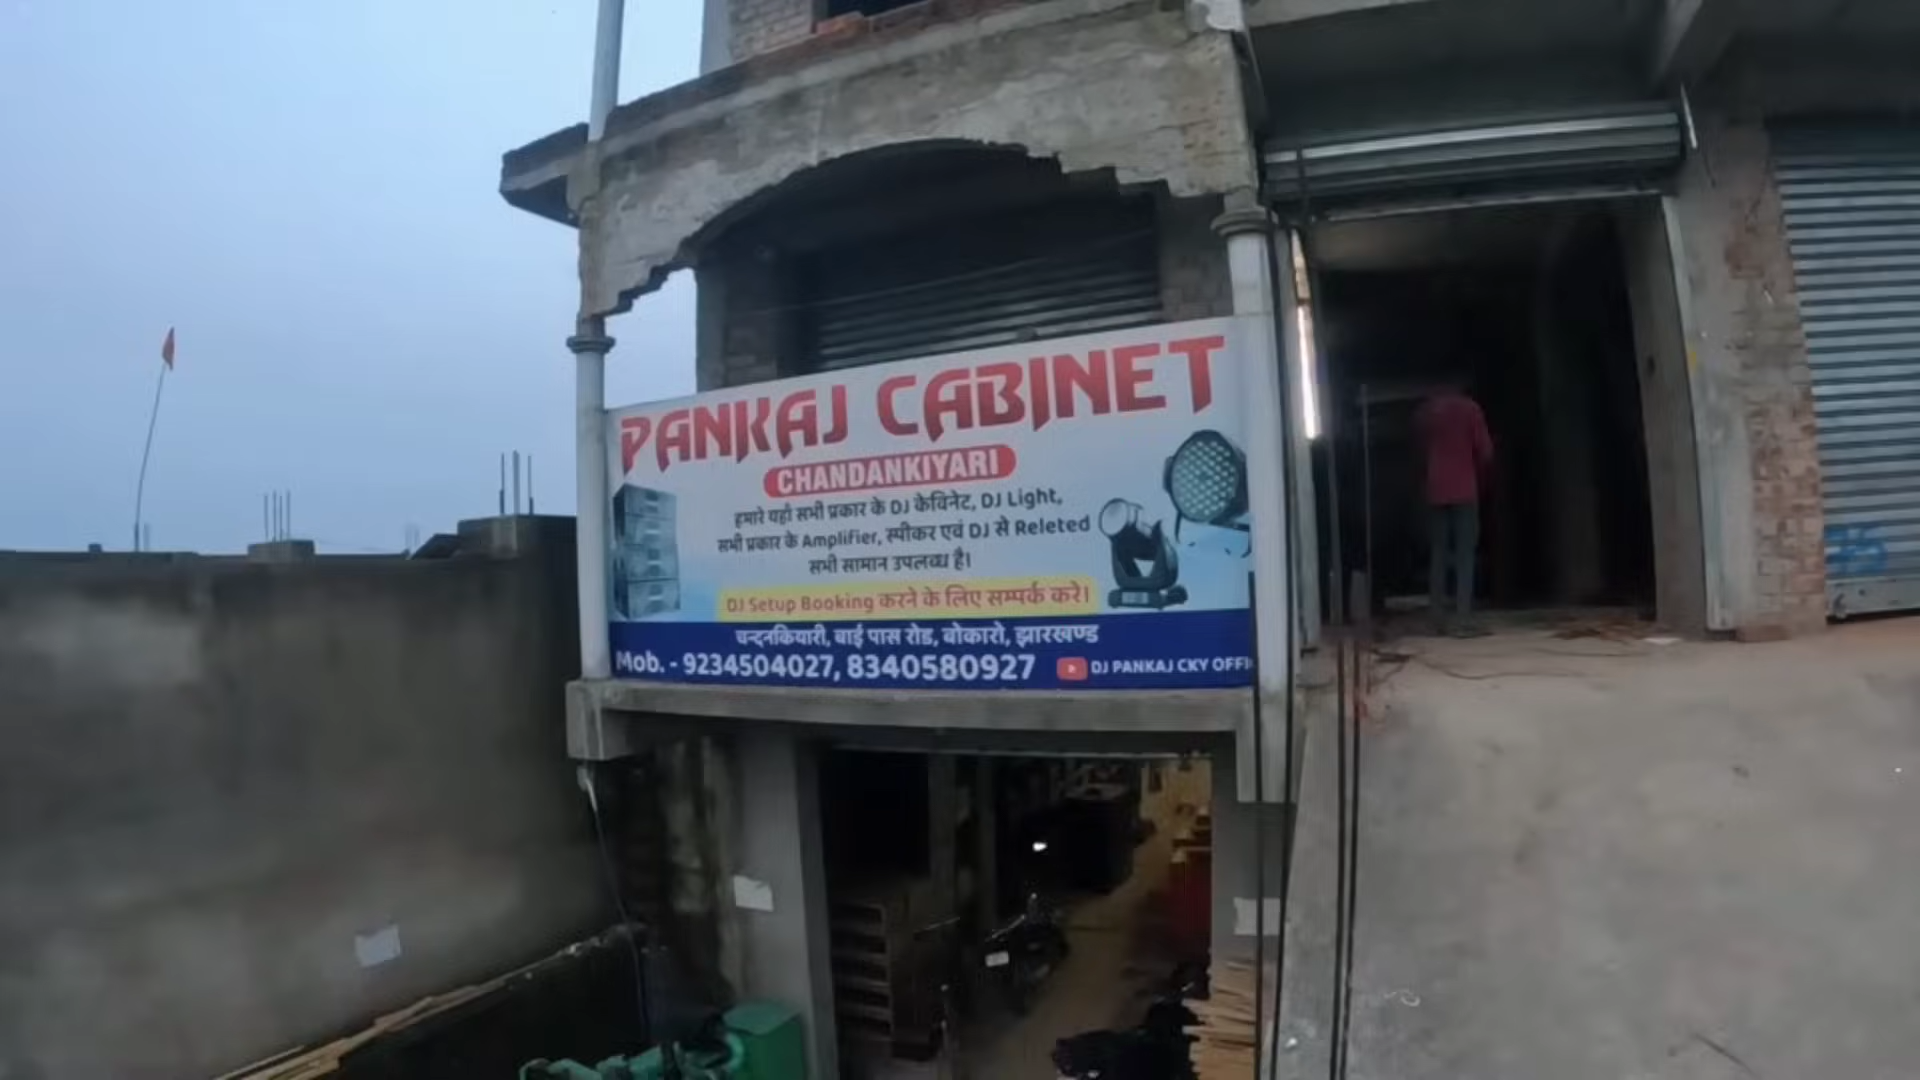 PANKAJ CABINET
CHANDANKIYARI
हमारे यहाँ सभी प्रकार के DJ केविनेट, DJ Light,
सभी प्रकार के Amplifier, स्पीकर एवं DJ से Releted
सभी सामान उपलब्ध है।
DJ Setup Booking करने के लिए सम्पर्क करे।
चन्दनकियारी, बाई पास रोड, बोकारो, झारखण्ड
Mob. - 9234504027, 8340580927 DJ PANKAJ CKY OFFI